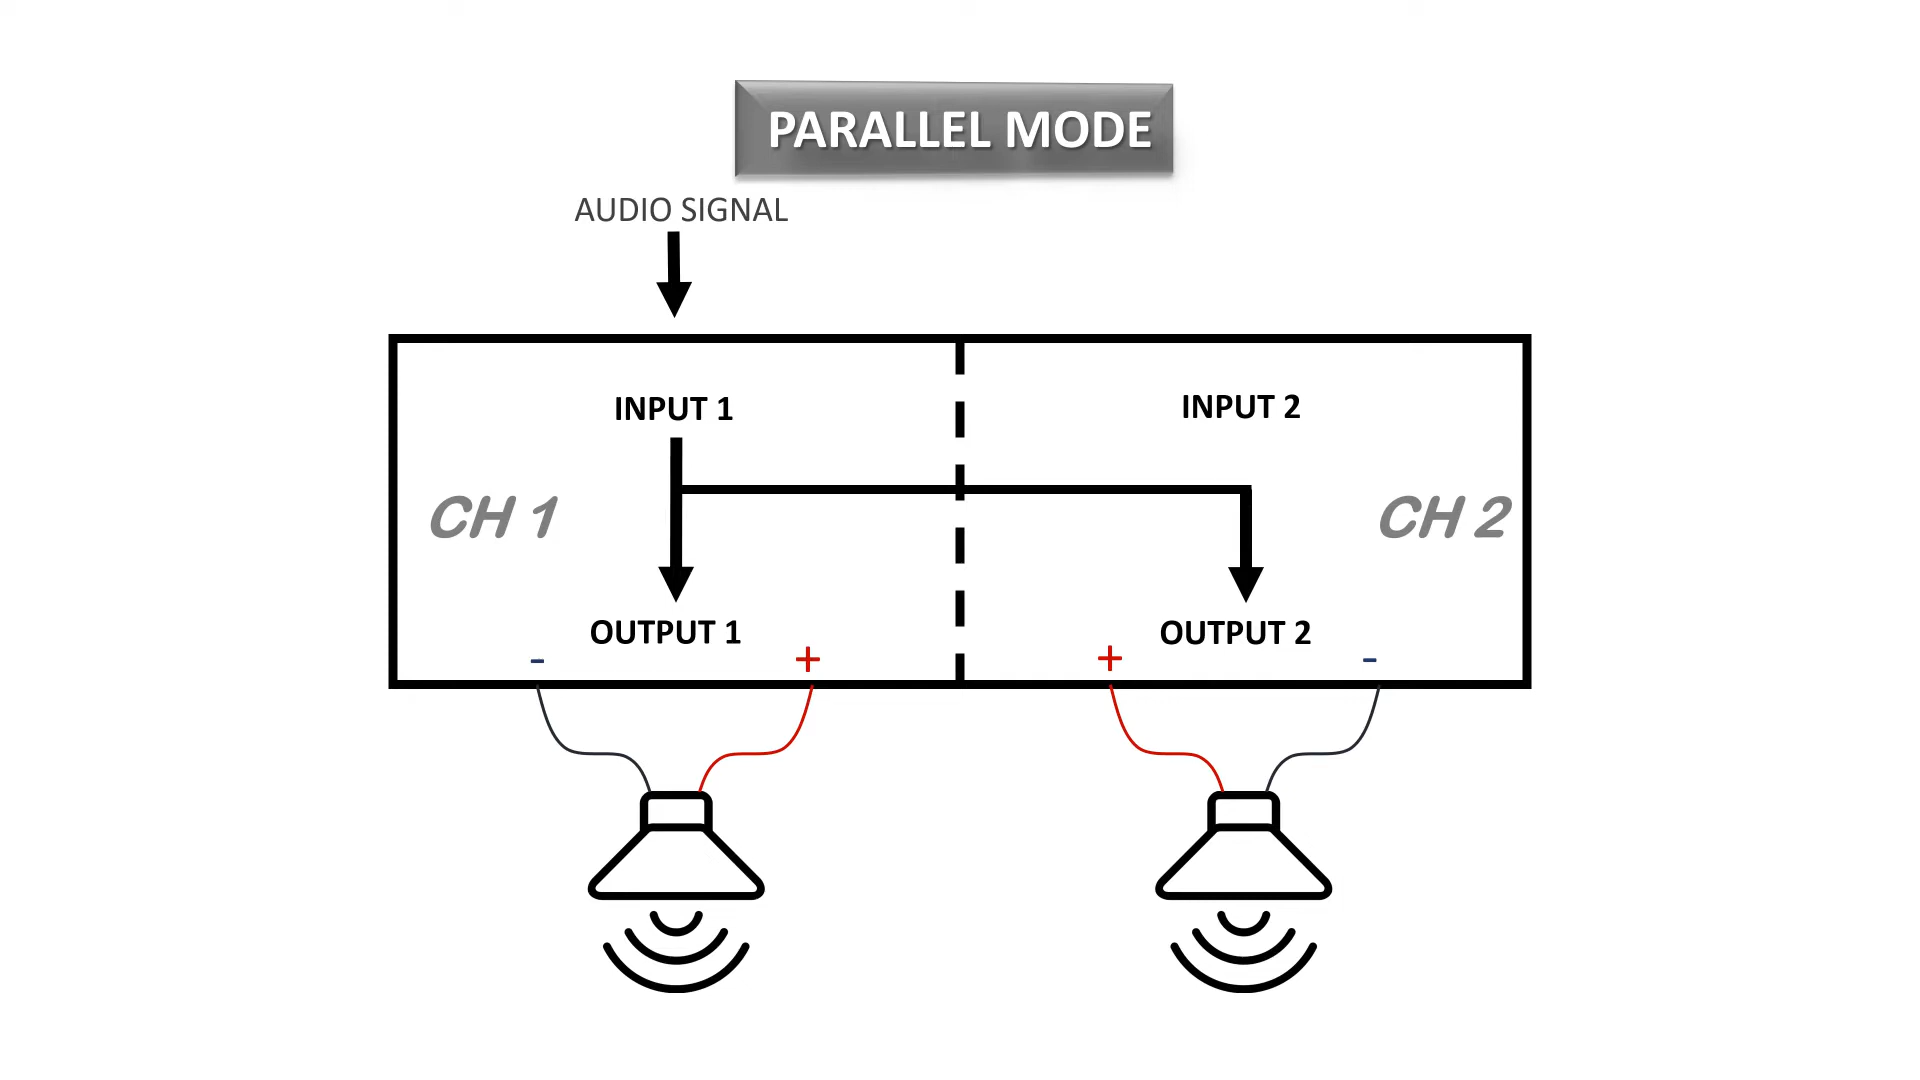 PARALLEL MODE
AUDIO SIGNAL
INPUT 1
INPUT 2
CH 1
CH 2
OUTPUT 1
OUTPUT 2
- +
+ -